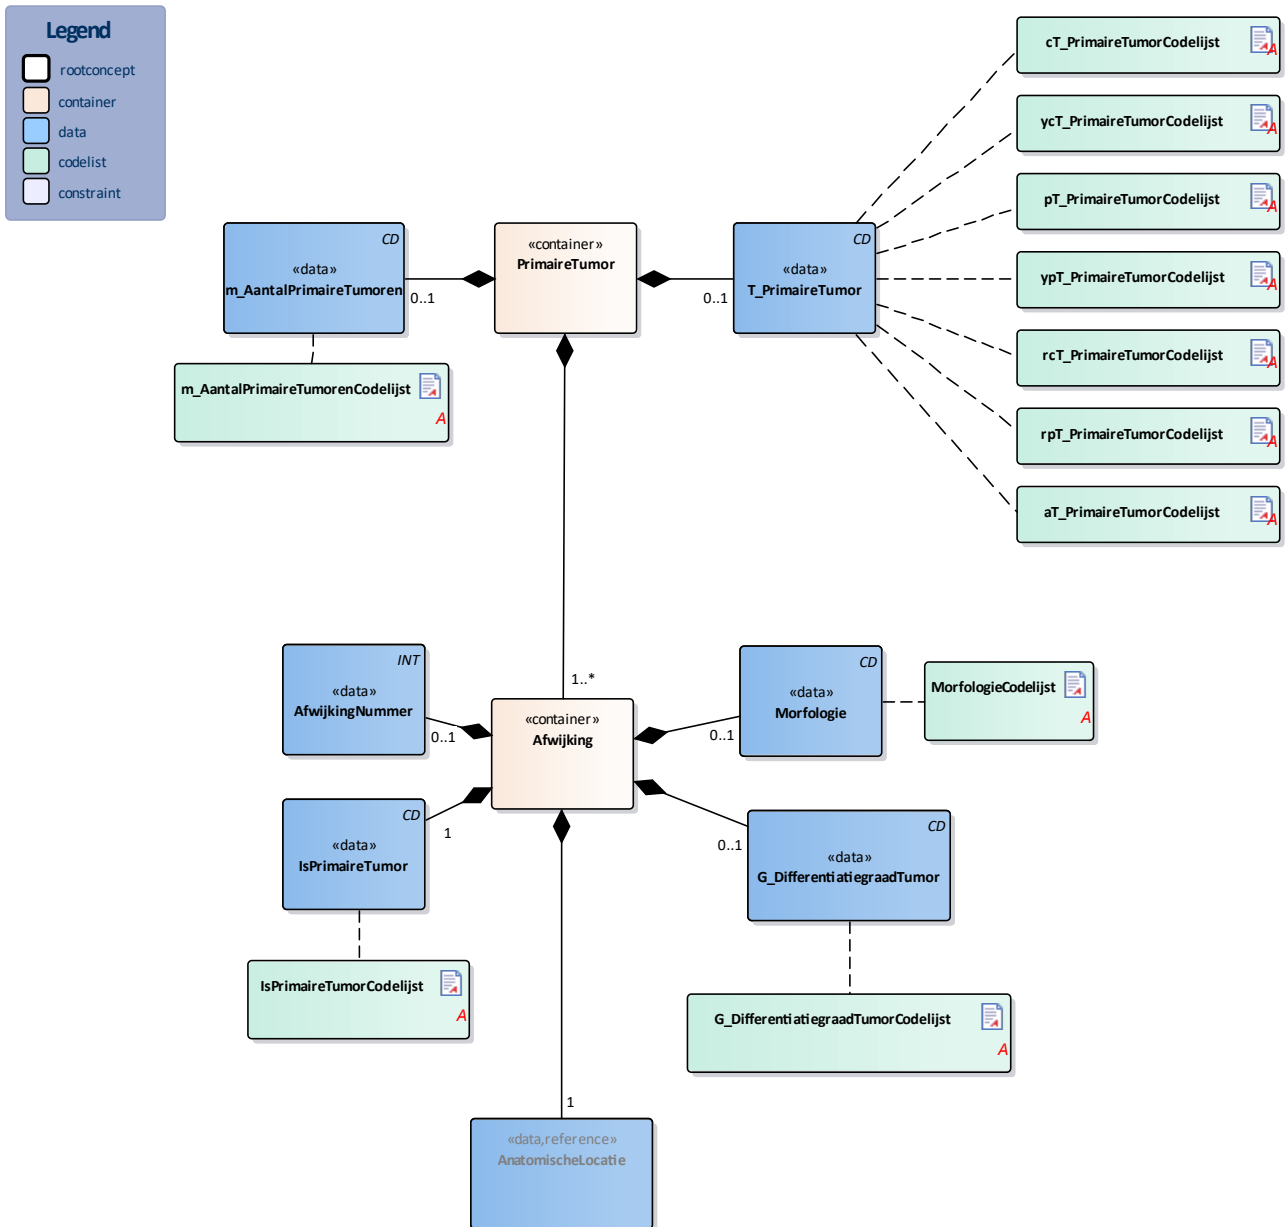 Legend
rootconcept
container
data
codelist
constraint
cT_PrimaireTumorCodelijst
A
ycT_PrimaireTumorCodelijst
A
pT_PrimaireTumorCodelijst
A
ypT_PrimaireTumorCodelijst
A
rcT_PrimaireTumorCodelijst
A
rpT_PrimaireTumorCodelijst
A
aT_PrimaireTumorCodelijst
A
CD
«data»
m_AantalPrimaireTumoren
0..1
«container»
PrimaireTumor
0..1
CD
«data»
T_PrimaireTumor
m_AantalPrimaireTumorenCodelijst
A
1..*
INT
«data»
AfwijkingNummer
0..1
«container»
Afwijking
0..1
CD
«data»
Morfologie
MorfologieCodelijst
A
CD
«data»
IsPrimaireTumor
1
0..1
CD
«data»
G_DifferentiatiegraadTumor
IsPrimaireTumorCodelijst
A
G_DifferentiatiegraadTumorCodelijst
A
1
«data,reference»
AnatomischeLocatie